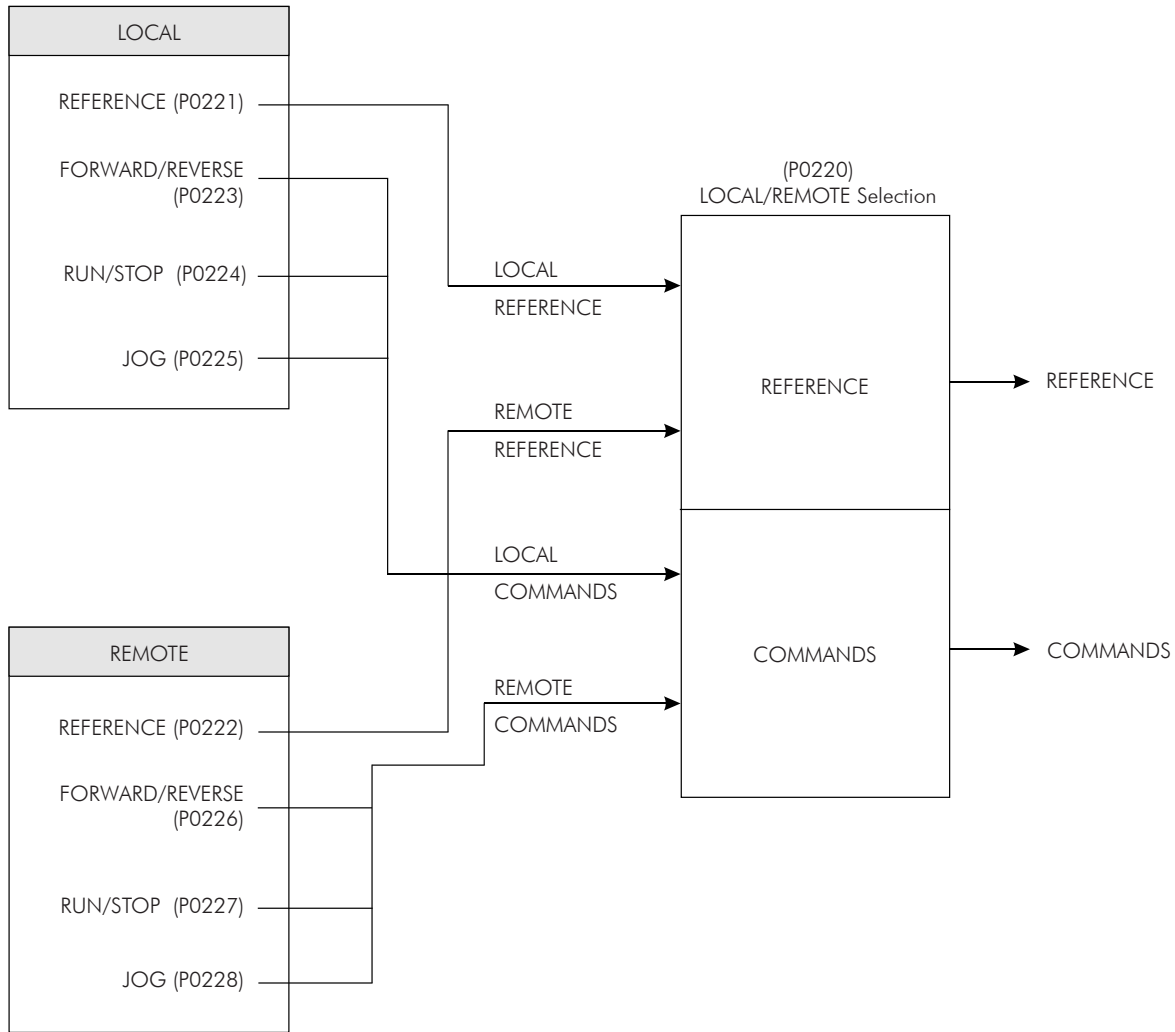 LOCAL
REFERENCE (P0221)
FORWARD/REVERSE
(P0223)
RUN/STOP (P0224)
JOG (P0225)
LOCAL
REFERENCE
REMOTE
REFERENCE
LOCAL
COMMANDS
REMOTE
COMMANDS
(P0220)
LOCAL/REMOTE Selection
REFERENCE
COMMANDS
REFERENCE
COMMANDS
REMOTE
REFERENCE (P0222)
FORWARD/REVERSE
(P0226)
RUN/STOP (P0227)
JOG (P0228)